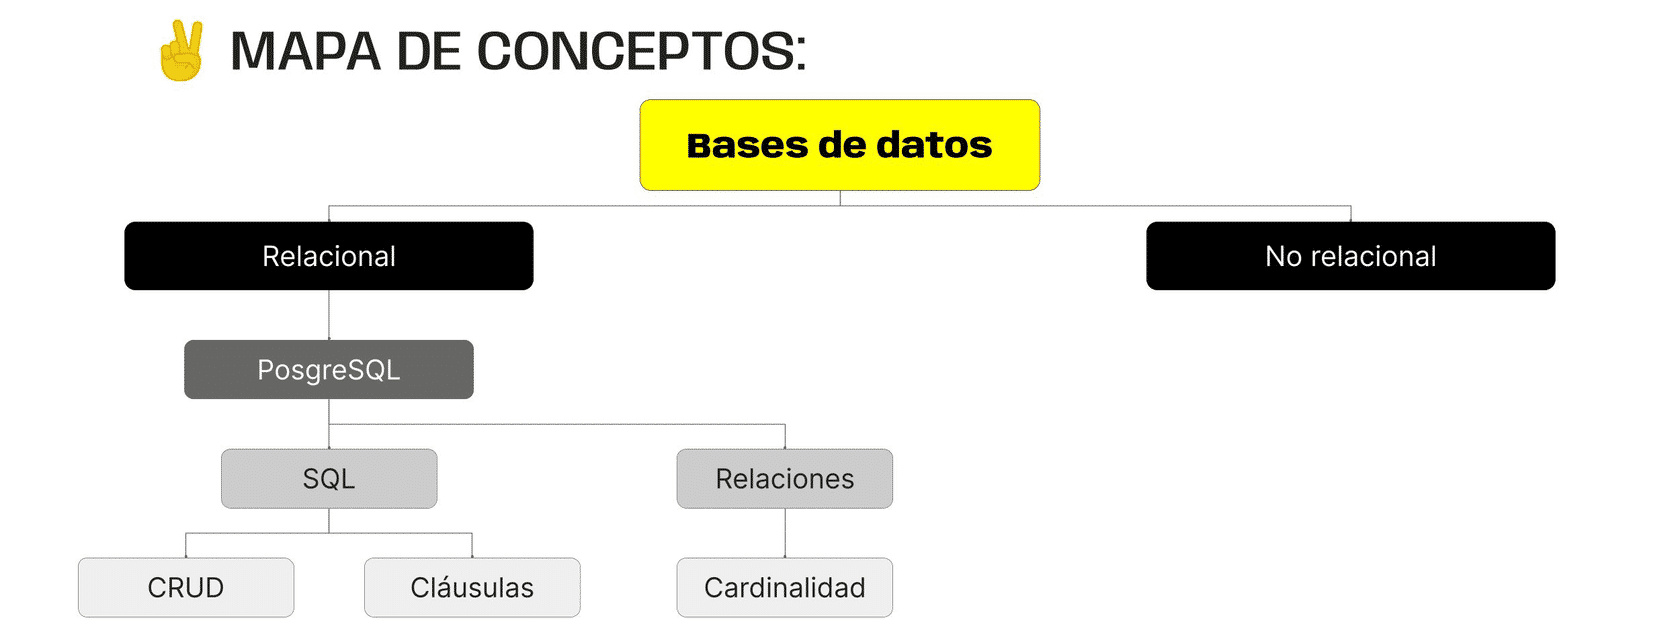 ✌️ MAPA DE CONCEPTOS:
Bases de datos
Relacional
No relacional
PosgreSQL
SQL
Relaciones
CRUD
Cláusulas
Cardinalidad